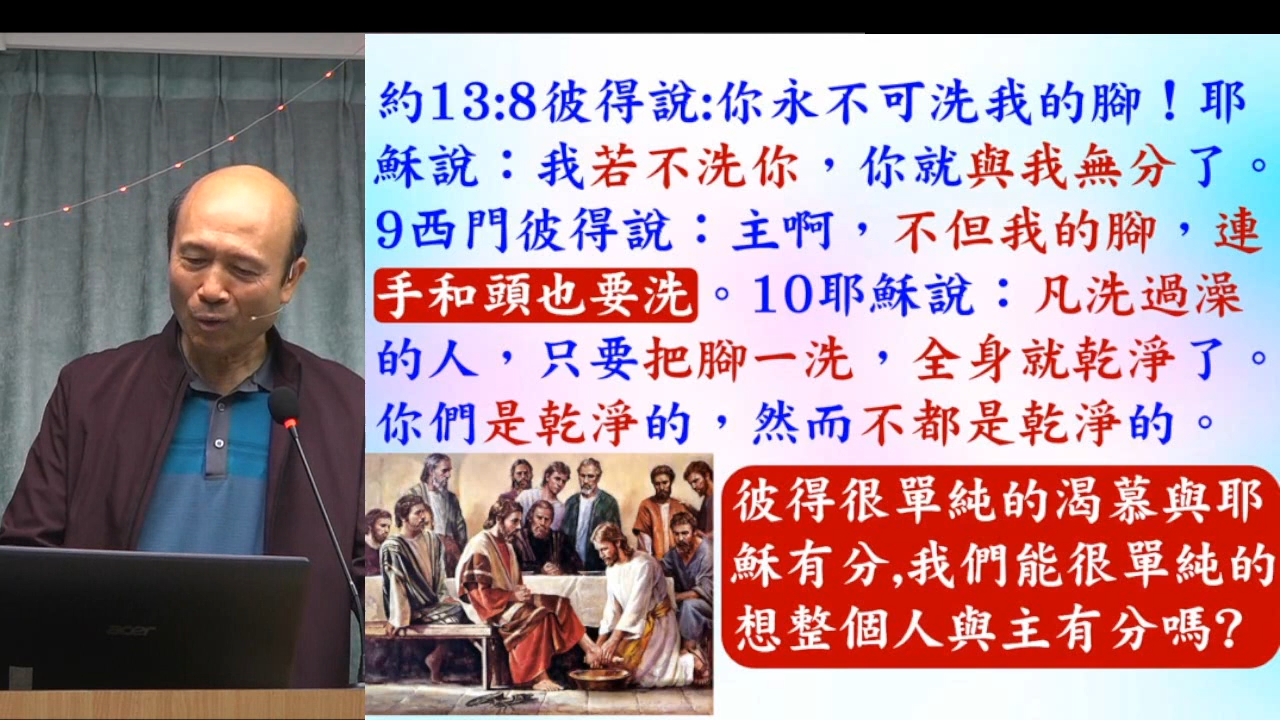 約13:8彼得說:你永不可洗我的腳！耶
穌說：我若不洗你，你就與我無分了。
9西門彼得說：主啊，不但我的腳，連
手和頭也要洗。10耶穌說：凡洗過澡
的人，只要把腳一洗，全身就乾淨了。
你們是乾淨的，然而不都是乾淨的。
彼得很單純的渴慕與耶
穌有分,我們能很單純的
想整個人與主有分嗎?
acer